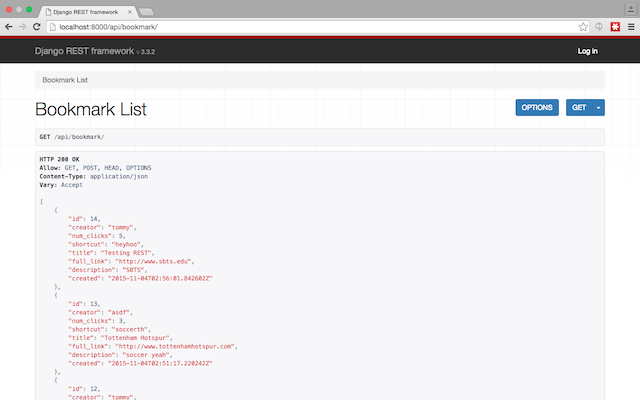 Django REST framework
localhost:8000/api/bookmark/
Django REST framework v 3.3.2
Log in
Bookmark List
Bookmark List
OPTIONS
GET
GET /api/bookmark/
HTTP 200 OK
Allow: GET, POST, HEAD, OPTIONS
Content-Type: application/json
Vary: Accept
[
{
"id": 14,
"creator": "tommy",
"num_clicks": 5,
"shortcut": "heyhoo",
"title": "Testing REST",
"full_link": "http://www.sbts.edu",
"description": "SBTS",
"created": "2015-11-04T02:56:01.842602Z"
},
{
"id": 13,
"creator": "asdf",
"num_clicks": 3,
"shortcut": "soccerth",
"title": "Tottenham Hotspur",
"full_link": "http://www.tottenhamhotspur.com",
"description": "soccer yeah",
"created": "2015-11-04T02:51:17.220242Z"
},
{
"id": 12,
"creator": "tommy",